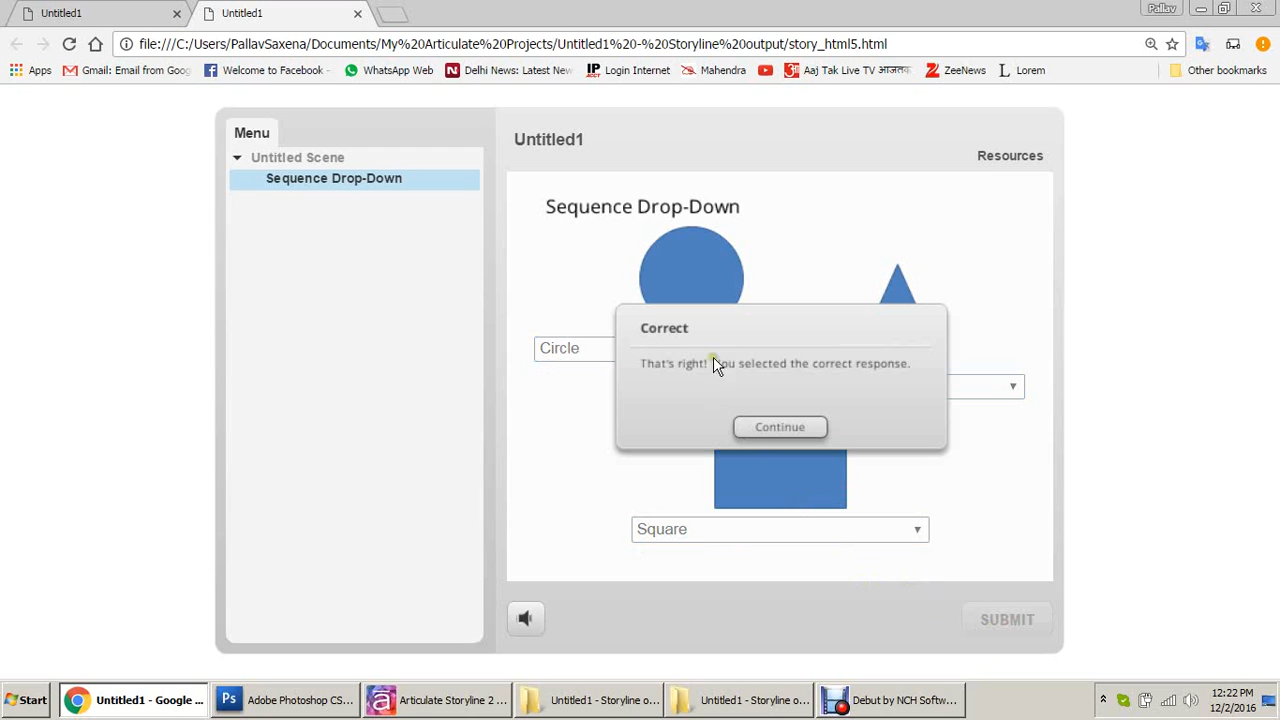 Untitled1
Untitled1
Pallav
file:///C:/Users/PallavSaxena/Documents/My%20Articulate%20Projects/Untitled1%20-%20Storyline%20output/story_html5.html
Apps
Gmail: Email from Goog
Welcome to Facebook -
WhatsApp Web
Delhi News: Latest New
Login Internet
Mahendra
Aaj Tak Live TV आजतक
ZeeNews
Lorem
Other bookmarks
Menu
Untitled Scene
Sequence Drop-Down
Untitled1
Resources
Sequence Drop-Down
Circle
Correct
That's right! You selected the correct response.
Continue
Square
SUBMIT
Start
Untitled1 - Google ...
Adobe Photoshop CS...
Articulate Storyline 2 ...
Untitled1 - Storyline o...
Untitled1 - Storyline o...
Debut by NCH Softw...
12:22 PM
12/2/2016